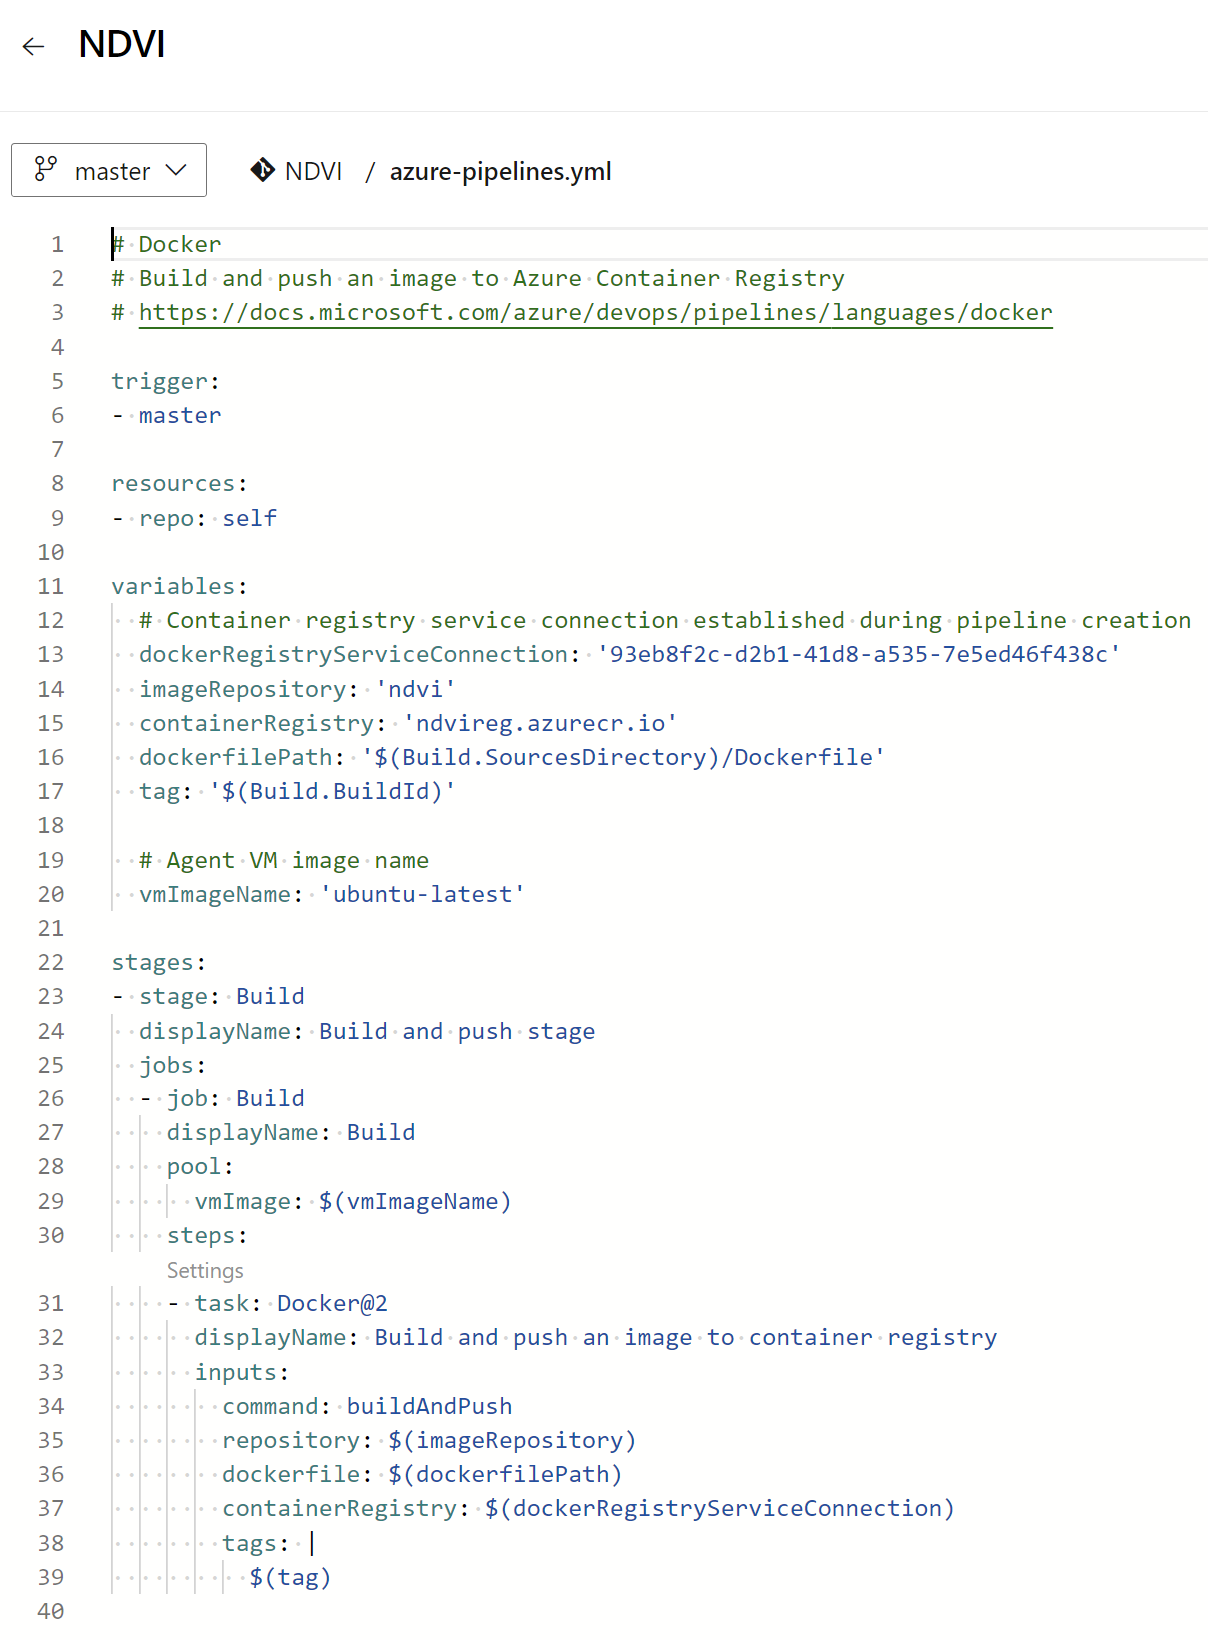 NDVI
master
NDVI / azure-pipelines.yml
1 # Docker
2 # Build and push an image to Azure Container Registry
3 # https://docs.microsoft.com/azure/devops/pipelines/languages/docker
4
5 trigger:
6 - master
7
8 resources:
9 - repo: self
10
11 variables:
12   # Container registry service connection established during pipeline creation
13   dockerRegistryServiceConnection: '93eb8f2c-d2b1-41d8-a535-7e5ed46f438c'
14   imageRepository: 'ndvi'
15   containerRegistry: 'ndvireg.azurecr.io'
16   dockerfilePath: '$(Build.SourcesDirectory)/Dockerfile'
17   tag: '$(Build.BuildId)'
18
19   # Agent VM image name
20   vmImageName: 'ubuntu-latest'
21
22 stages:
23 - stage: Build
24   displayName: Build and push stage
25   jobs:
26   - job: Build
27     displayName: Build
28     pool:
29       vmImage: $(vmImageName)
30     steps:
Settings
31     - task: Docker@2
32       displayName: Build and push an image to container registry
33       inputs:
34         command: buildAndPush
35         repository: $(imageRepository)
36         dockerfile: $(dockerfilePath)
37         containerRegistry: $(dockerRegistryServiceConnection)
38         tags: |
39           $(tag)
40